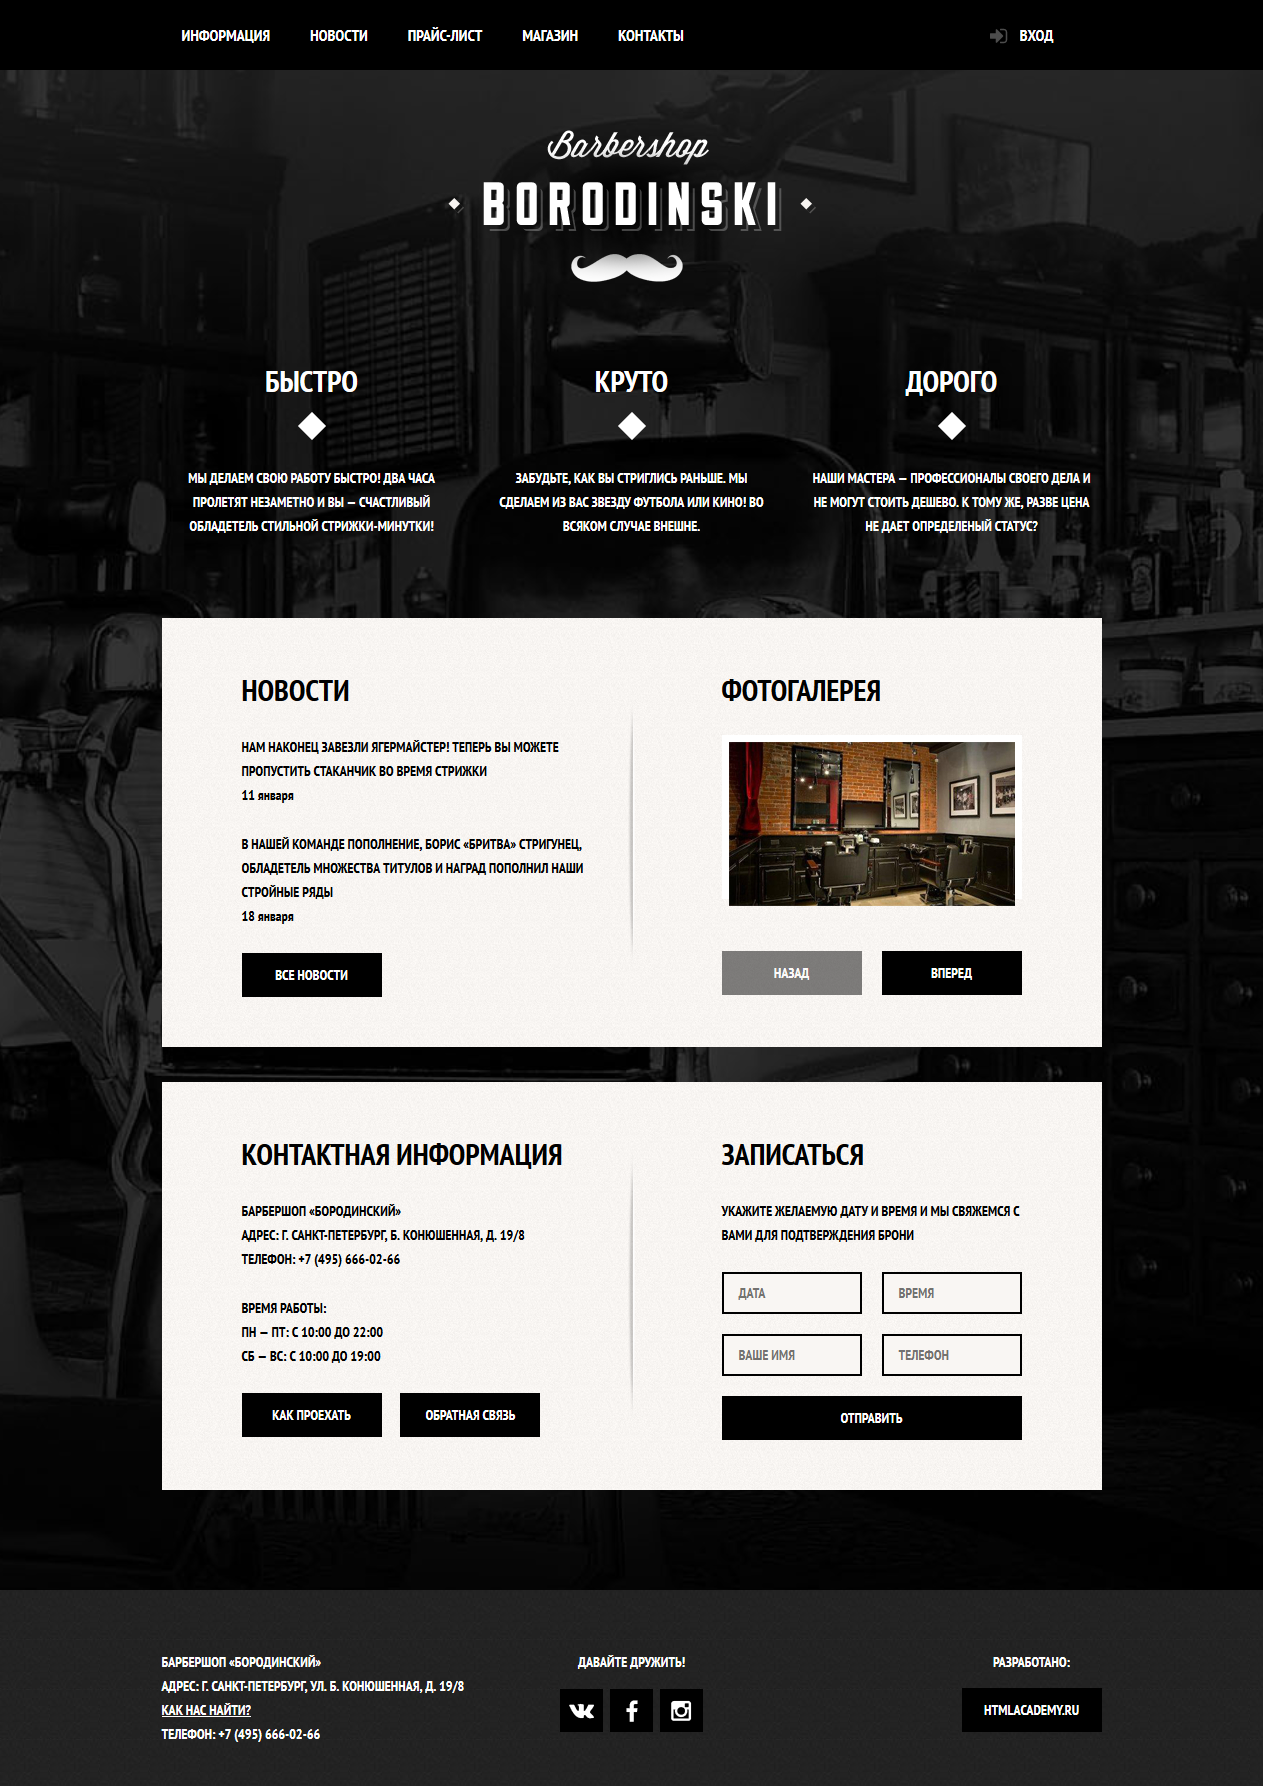 ИНФОРМАЦИЯ НОВОСТИ ПРАЙС-ЛИСТ МАГАЗИН КОНТАКТЫ ВХОД
Barbershop
BORODINSKI
БЫСТРО
МЫ ДЕЛАЕМ СВОЮ РАБОТУ БЫСТРО! ДВА ЧАСА
ПРОЛЕТЯТ НЕЗАМЕТНО И ВЫ — СЧАСТЛИВЫЙ
ОБЛАДЕТЕЛЬ СТИЛЬНОЙ СТРИЖКИ-МИНУТКИ!
КРУТО
ЗАБУДЬТЕ, КАК ВЫ СТРИГЛИСЬ РАНЬШЕ. МЫ
СДЕЛАЕМ ИЗ ВАС ЗВЕЗДУ ФУТБОЛА ИЛИ КИНО! ВО
ВСЯКОМ СЛУЧАЕ ВНЕШНЕ.
ДОРОГО
НАШИ МАСТЕРА — ПРОФЕССИОНАЛЫ СВОЕГО ДЕЛА И
НЕ МОГУТ СТОИТЬ ДЕШЕВО. К ТОМУ ЖЕ, РАЗВЕ ЦЕНА
НЕ ДАЕТ ОПРЕДЕЛЕНЫЙ СТАТУС?
НОВОСТИ
НАМ НАКОНЕЦ ЗАВЕЗЛИ ЯГЕРМАЙСТЕР! ТЕПЕРЬ ВЫ МОЖЕТЕ
ПРОПУСТИТЬ СТАКАНЧИК ВО ВРЕМЯ СТРИЖКИ
11 января
В НАШЕЙ КОМАНДЕ ПОПОЛНЕНИЕ, БОРИС «БРИТВА» СТРИГУНЕЦ,
ОБЛАДЕТЕЛЬ МНОЖЕСТВА ТИТУЛОВ И НАГРАД ПОПОЛНИЛ НАШИ
СТРОЙНЫЕ РЯДЫ
18 января
ВСЕ НОВОСТИ
ФОТОГАЛЕРЕЯ
НАЗАД ВПЕРЕД
КОНТАКТНАЯ ИНФОРМАЦИЯ
БАРБЕРШОП «БОРОДИНСКИЙ»
АДРЕС: Г. САНКТ-ПЕТЕРБУРГ, Б. КОНЮШЕННАЯ, Д. 19/8
ТЕЛЕФОН: +7 (495) 666-02-66
ВРЕМЯ РАБОТЫ:
ПН — ПТ: С 10:00 ДО 22:00
СБ — ВС: С 10:00 ДО 19:00
КАК ПРОЕХАТЬ ОБРАТНАЯ СВЯЗЬ
ЗАПИСАТЬСЯ
УКАЖИТЕ ЖЕЛАЕМУЮ ДАТУ И ВРЕМЯ И МЫ СВЯЖЕМСЯ С
ВАМИ ДЛЯ ПОДТВЕРЖДЕНИЯ БРОНИ
ДАТА ВРЕМЯ
ВАШЕ ИМЯ ТЕЛЕФОН
ОТПРАВИТЬ
БАРБЕРШОП «БОРОДИНСКИЙ»
АДРЕС: Г. САНКТ-ПЕТЕРБУРГ, УЛ. Б. КОНЮШЕННАЯ, Д. 19/8
КАК НАС НАЙТИ?
ТЕЛЕФОН: +7 (495) 666-02-66
ДАВАЙТЕ ДРУЖИТЬ!
РАЗРАБОТАНО:
HTMLACADEMY.RU